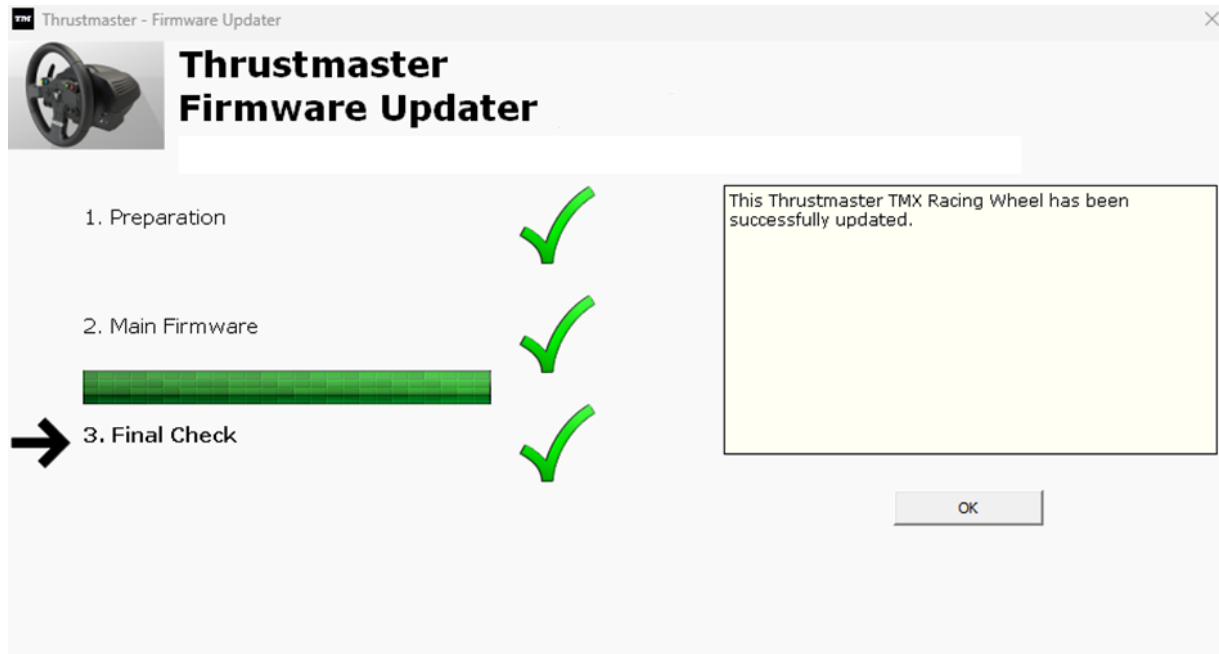 TM Thrustmaster - Firmware Updater
Thrustmaster
Firmware Updater
1. Preparation
2. Main Firmware
3. Final Check
This Thrustmaster TMX Racing Wheel has been
successfully updated.
OK